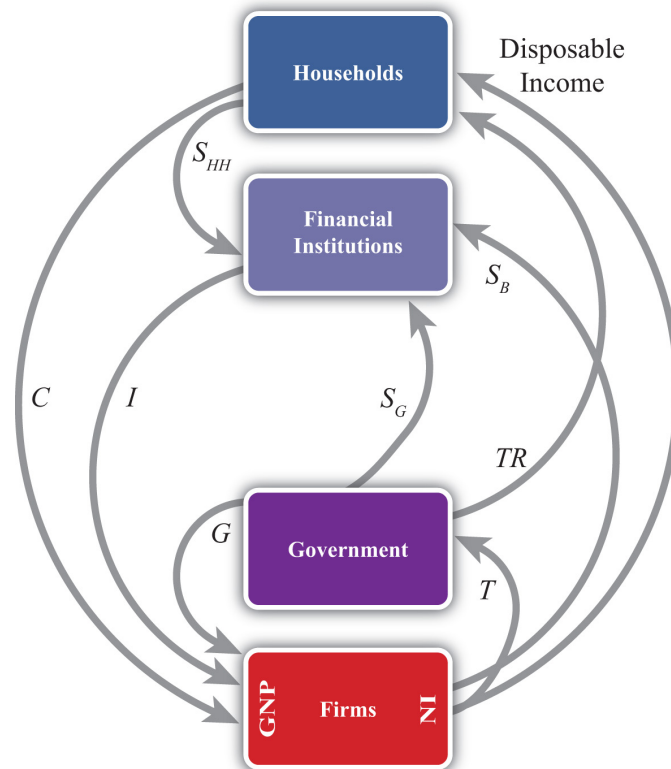 Households
Disposable
Income
S_HH
Financial
Institutions
S_B
C
I
S_G
TR
G
Government
T
GNP
Firms
NI